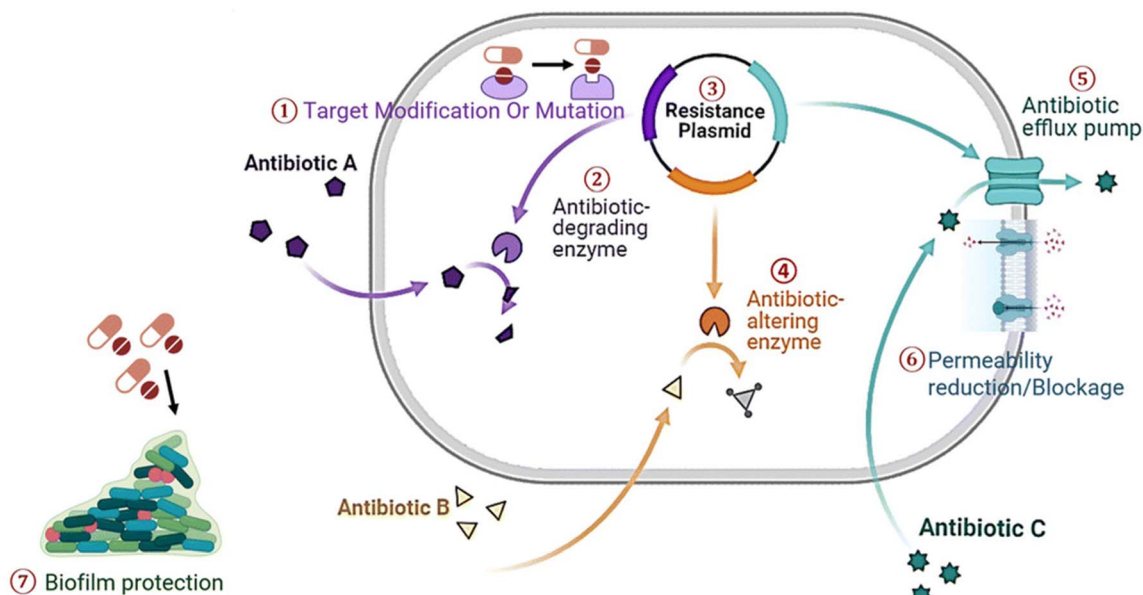 ① Target Modification Or Mutation
③
Resistance
Plasmid
⑤
Antibiotic
efflux pump
Antibiotic A
②
Antibiotic-
degrading
enzyme
④
Antibiotic-
altering
enzyme
⑥ Permeability
reduction/Blockage
Antibiotic B
Antibiotic C
⑦ Biofilm protection